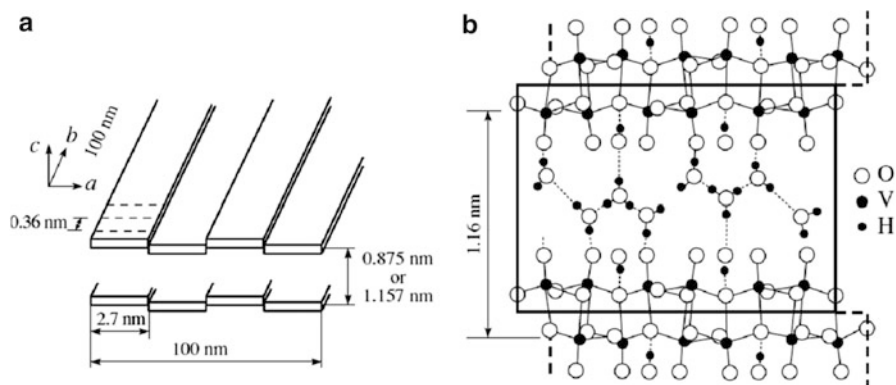 a
b
c
b
a
100 nm
0.36 nm
0.875 nm
or
1.157 nm
2.7 nm
100 nm
1.16 nm
O
V
H